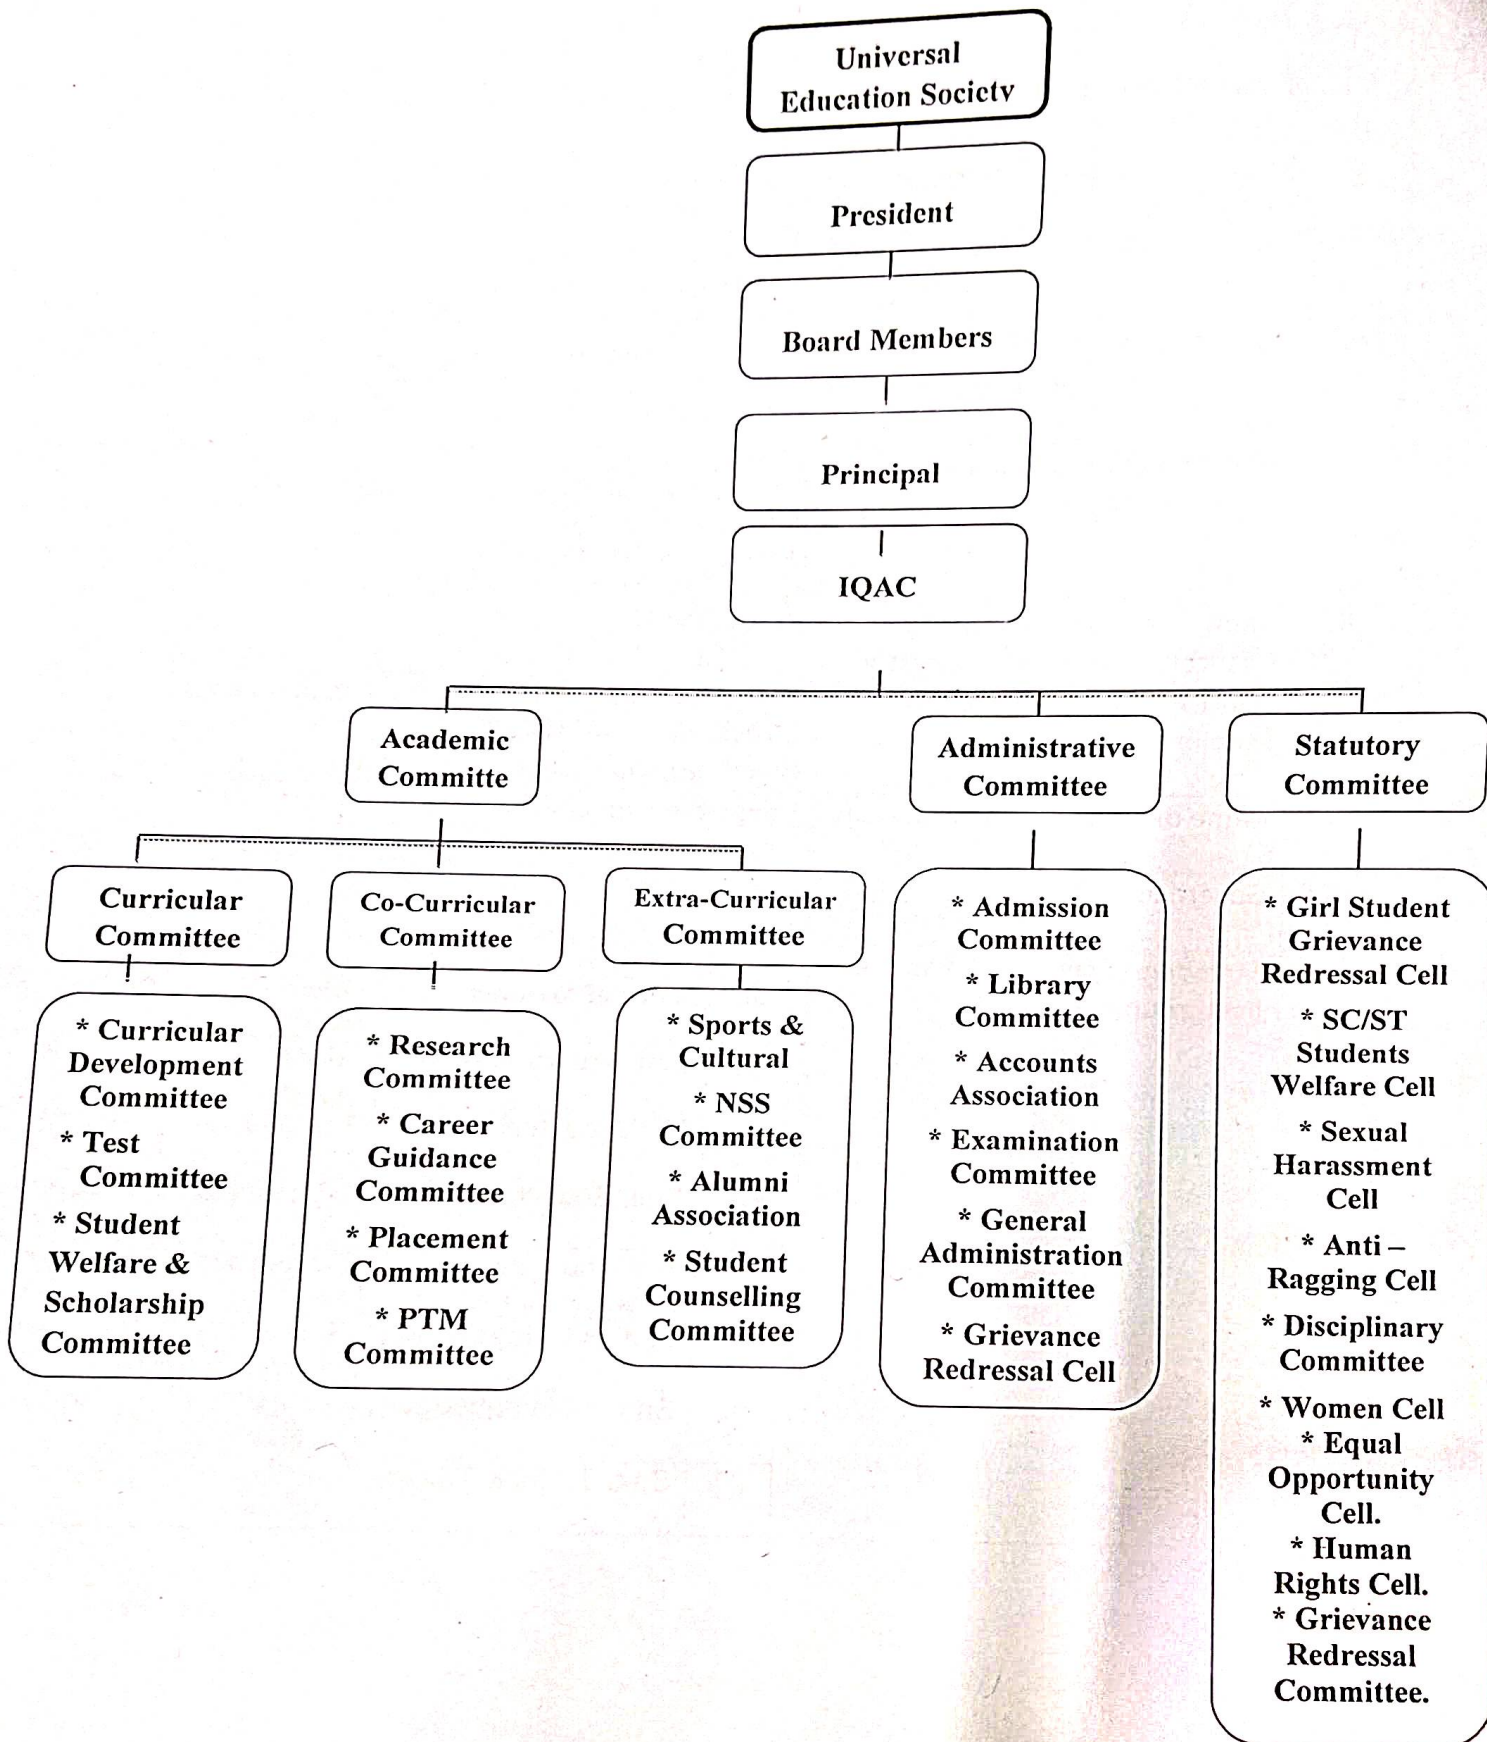 Universal
Education Society
President
Board Members
Principal
IQAC
Academic
Committe
Administrative
Committee
Statutory
Committee
Curricular
Committee
Co-Curricular
Committee
Extra-Curricular
Committee
* Curricular
Development
Committee
* Test
Committee
* Student
Welfare &
Scholarship
Committee
* Research
Committee
* Career
Guidance
Committee
* Placement
Committee
* PTM
Committee
* Sports &
Cultural
* NSS
Committee
* Alumni
Association
* Student
Counselling
Committee
* Admission
Committee
* Library
Committee
* Accounts
Association
* Examination
Committee
* General
Administration
Committee
* Grievance
Redressal Cell
* Girl Student
Grievance
Redressal Cell
* SC/ST
Students
Welfare Cell
* Sexual
Harassment
Cell
* Anti –
Ragging Cell
* Disciplinary
Committee
* Women Cell
* Equal
Opportunity
Cell.
* Human
Rights Cell.
* Grievance
Redressal
Committee.